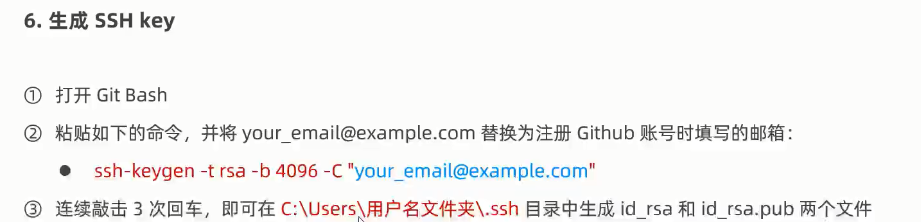 6. 生成 SSH key
① 打开 Git Bash
② 粘贴如下的命令，并将 your_email@example.com 替换为注册 Github 账号时填写的邮箱：
● ssh-keygen -t rsa -b 4096 -C "your_email@example.com"
③ 连续敲击 3 次回车，即可在 C:\Users\用户名文件夹\.ssh 目录中生成 id_rsa 和 id_rsa.pub 两个文件